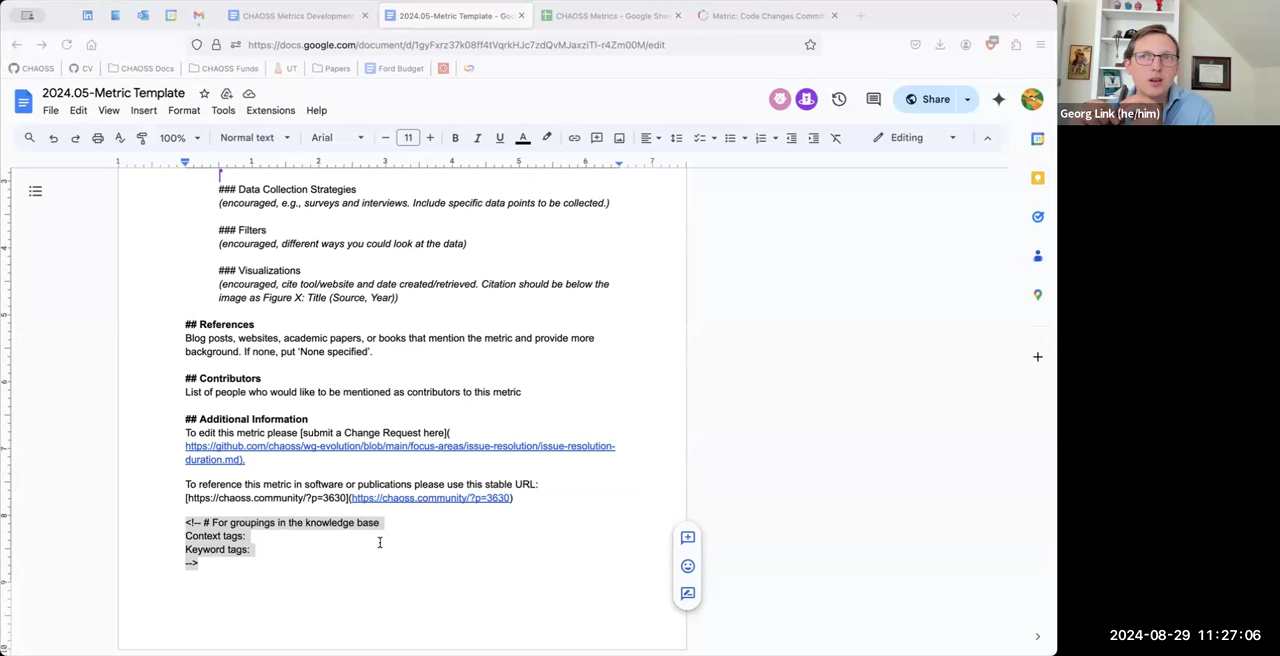 CHAOSS Metrics Development
2024.05-Metric Template - Goo
CHAOSS Metrics - Google She
Metric: Code Changes Commit
https://docs.google.com/document/d/1gyFxrz37k08ff4tVqrkHJc7zdQvMJaxziTl-r4Zm00M/edit
CHAOSS
CV
CHAOSS Docs
CHAOSS Funds
UT
Papers
Ford Budget
2024.05-Metric Template
File Edit View Insert Format Tools Extensions Help
Share
100% Normal text Arial 11 B I U A Editing
1 1 2 3 4 5 6 7
### Data Collection Strategies
(encouraged, e.g., surveys and interviews. Include specific data points to be collected.)
### Filters
(encouraged, different ways you could look at the data)
### Visualizations
(encouraged, cite tool/website and date created/retrieved. Citation should be below the
image as Figure X: Title (Source, Year))
## References
Blog posts, websites, academic papers, or books that mention the metric and provide more
background. If none, put 'None specified'.
## Contributors
List of people who would like to be mentioned as contributors to this metric
## Additional Information
To edit this metric please [submit a Change Request here](
https://github.com/chaoss/wg-evolution/blob/main/focus-areas/issue-resolution/issue-resolution-
duration.md).
To reference this metric in software or publications please use this stable URL:
[https://chaoss.community/?p=3630](https://chaoss.community/?p=3630)
<!-- # For groupings in the knowledge base
Context tags:
Keyword tags:
-->
Georg Link (he/him)
2024-08-29 11:27:06